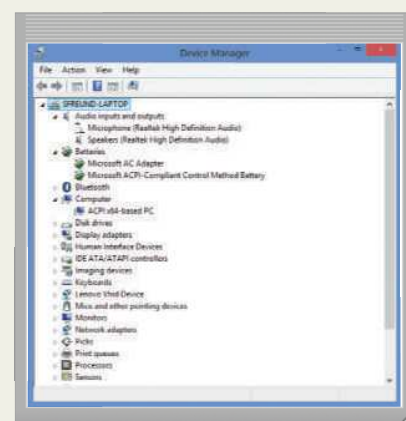 Device Manager
File Action View Help
SFREUND-LAPTOP
Audio inputs and outputs
Microphone (Realtek High Definition Audio)
Speakers (Realtek High Definition Audio)
Batteries
Microsoft AC Adapter
Microsoft ACPI-Compliant Control Method Battery
Bluetooth
Computer
ACPI x64-based PC
Disk drives
Display adapters
Human Interface Devices
IDE ATA/ATAPI controllers
Imaging devices
Keyboards
Lenovo Vhid Device
Mice and other pointing devices
Monitors
Network adapters
Print queues
Processors
Sensors